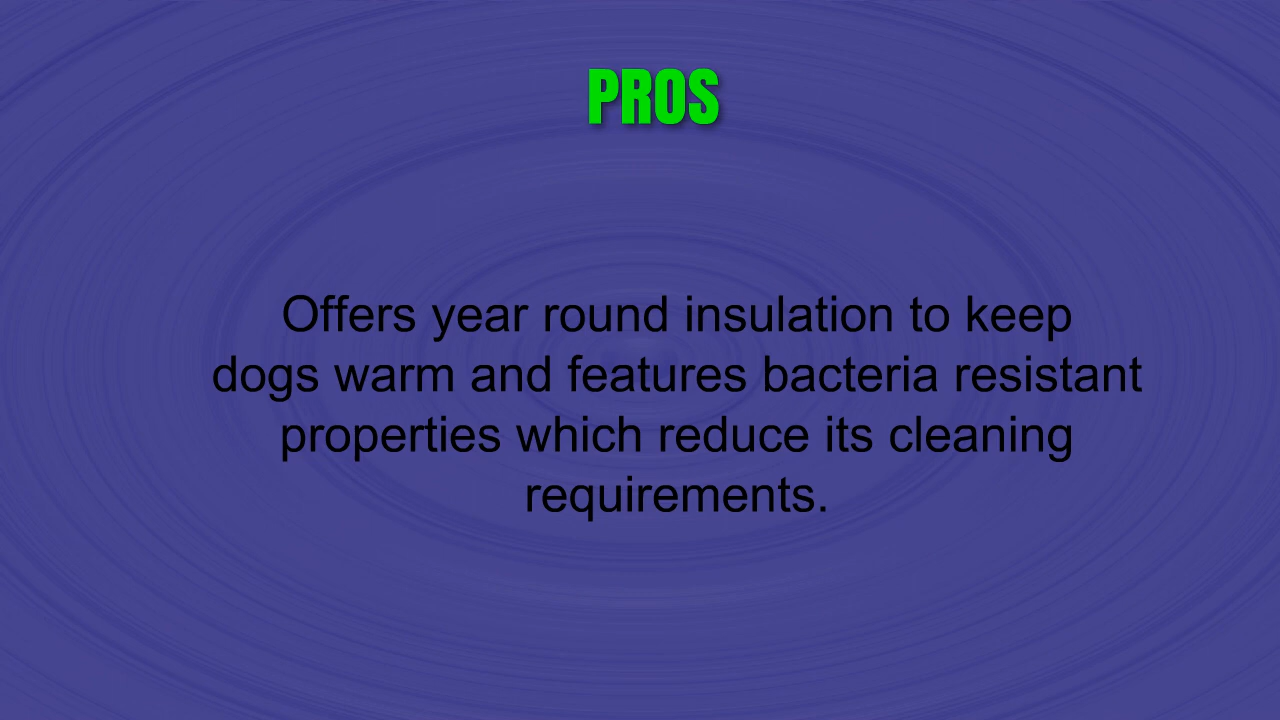 PROS
Offers year round insulation to keep
dogs warm and features bacteria resistant
properties which reduce its cleaning
requirements.